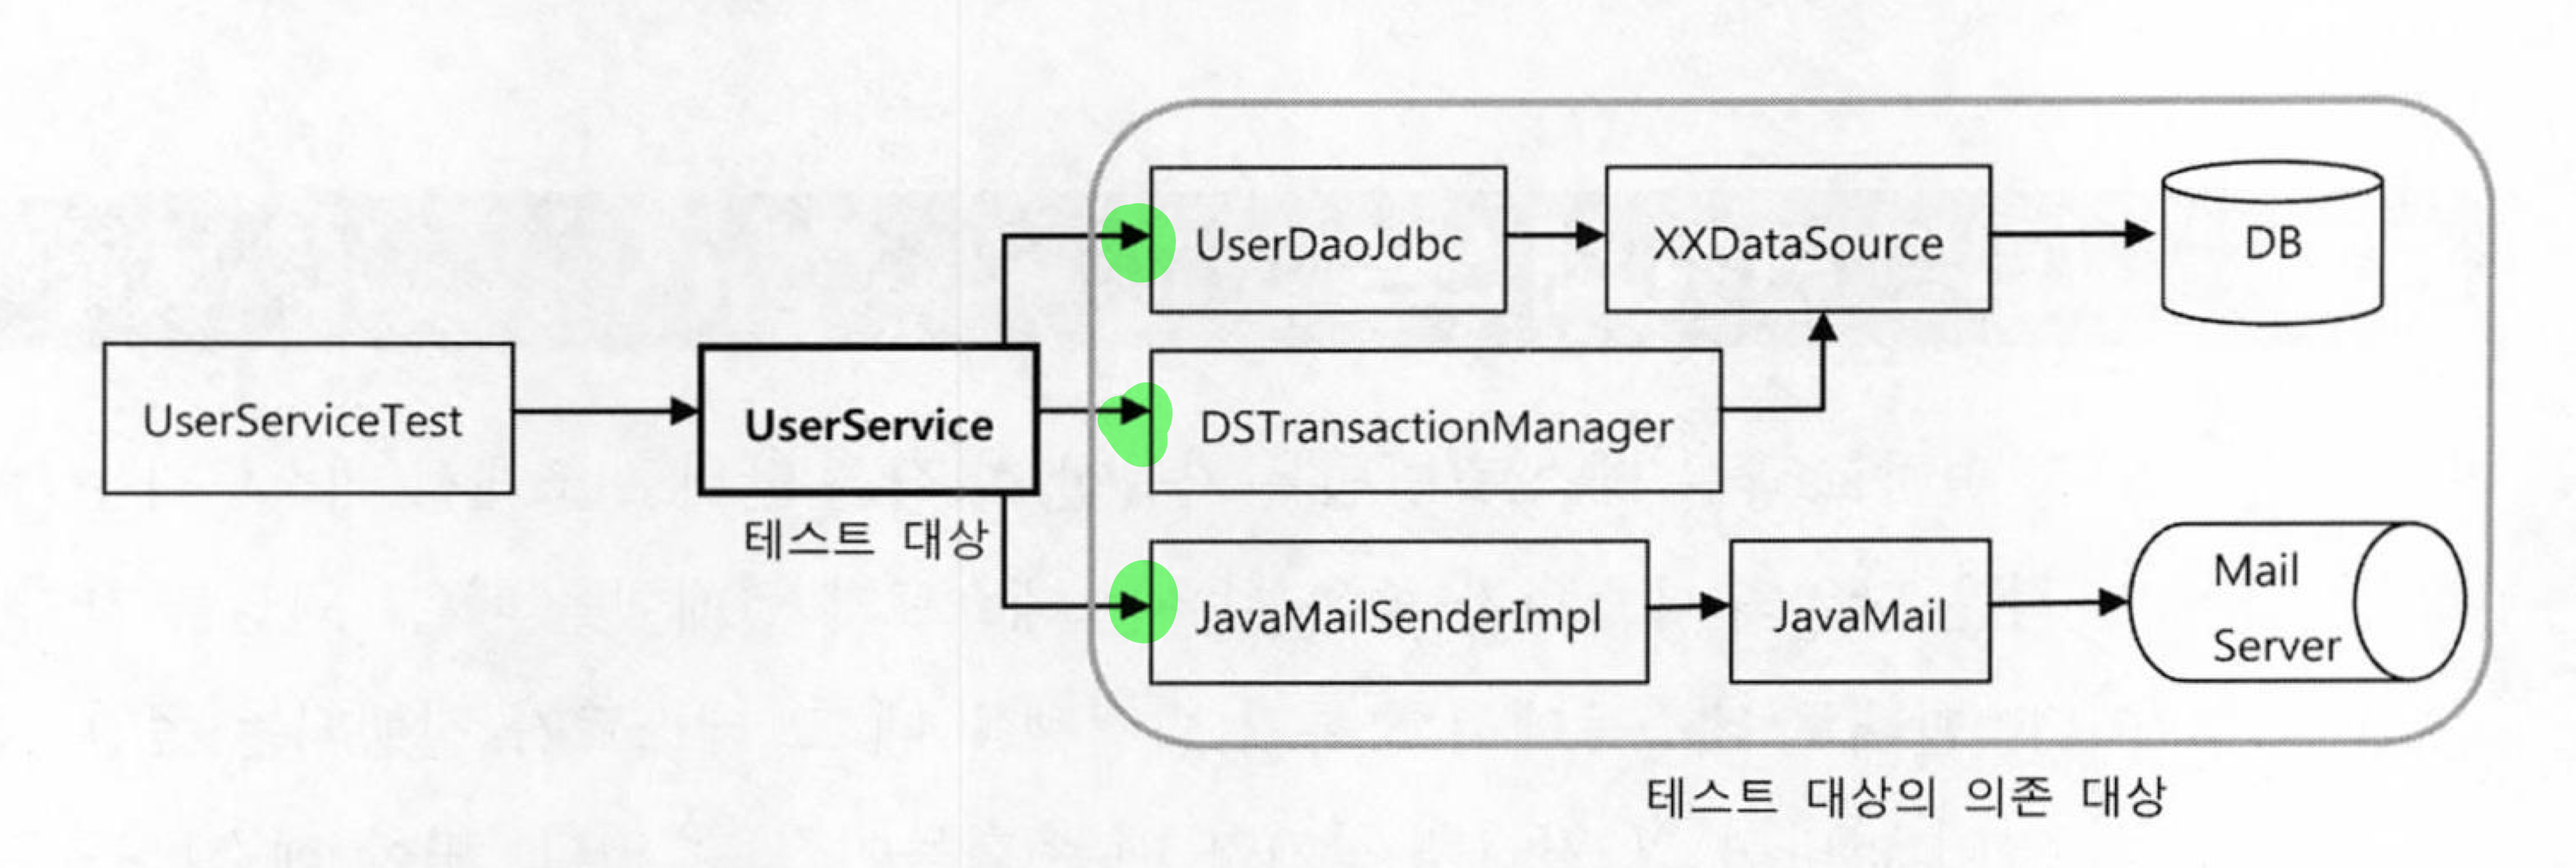 UserDaoJdbc
XXDataSource
DB
UserServiceTest
UserService
테스트 대상
DSTransactionManager
JavaMailSenderImpl
JavaMail
Mail
Server
테스트 대상의 의존 대상